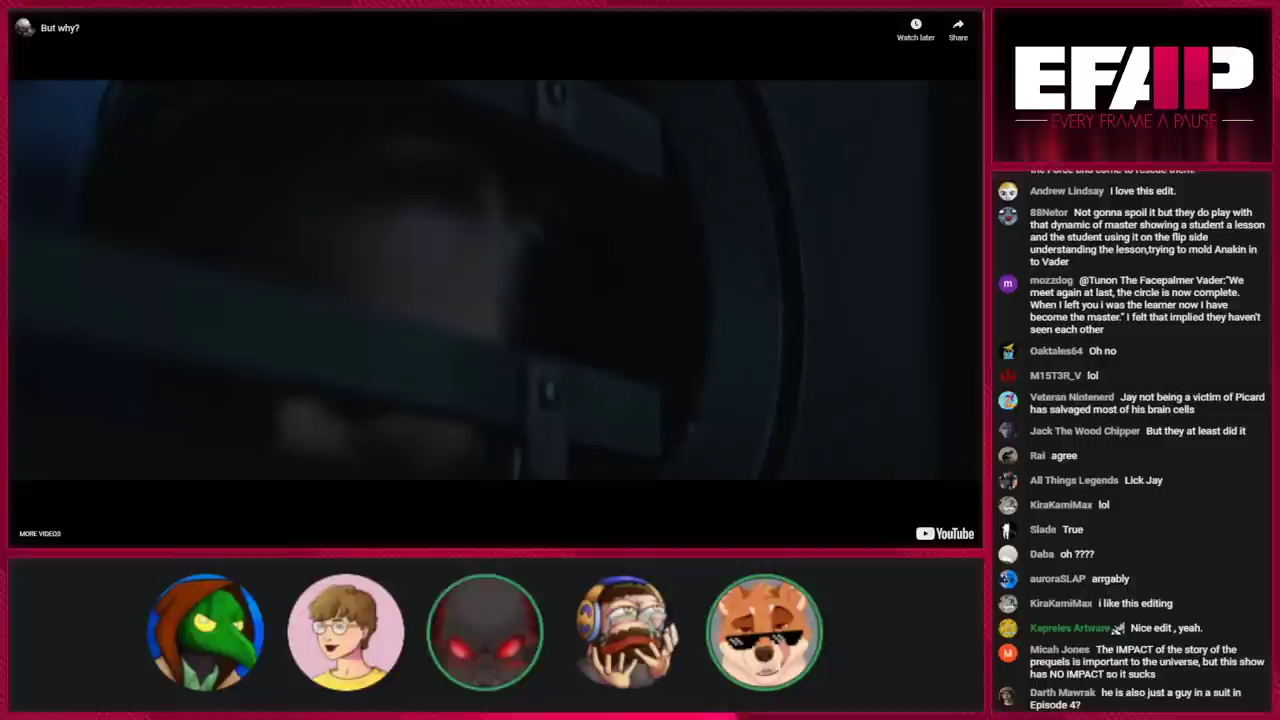 But why?
Watch later
Share
MORE VIDEOS
YouTube
EFAP
EVERY FRAME A PAUSE
the Force and come to rescue them.
Andrew Lindsay I love this edit.
88Netor Not gonna spoil it but they do play with
that dynamic of master showing a student a lesson
and the student using it on the flip side
understanding the lesson,trying to mold Anakin in
to Vader
m
mozzdog @Tunon The Facepalmer Vader:"We
meet again at last, the circle is now complete.
When I left you i was the learner now I have
become the master." I felt that implied they haven't
seen each other
Oaktales64 Oh no
M15T3R_V lol
Veteran Nintenerd Jay not being a victim of Picard
has salvaged most of his brain cells
Jack The Wood Chipper But they at least did it
Rai agree
All Things Legends Lick Jay
KiraKamiMax lol
Slade True
Daba oh ????
auroraSLAP arrgably
KiraKamiMax i like this editing
Kepreles Artware Nice edit , yeah.
M
Micah Jones The IMPACT of the story of the
prequels is important to the universe, but this show
has NO IMPACT so it sucks
Darth Mawrak he is also just a guy in a suit in
Episode 4?